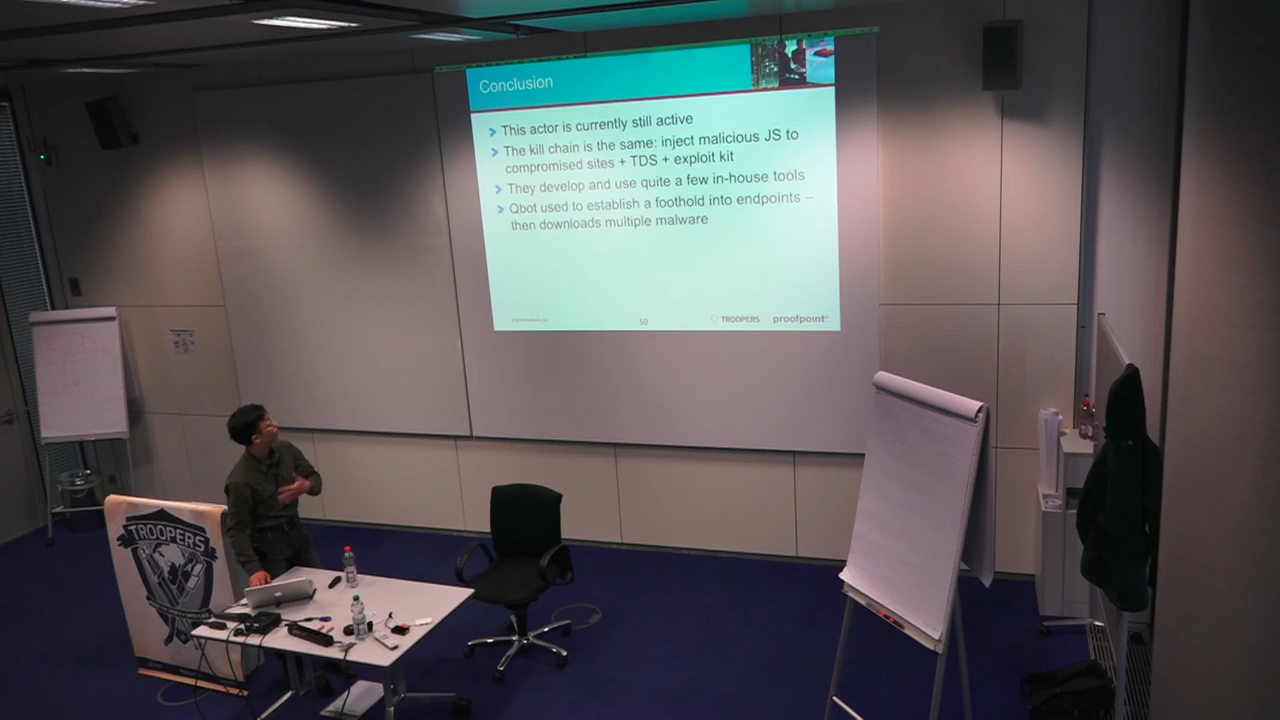 Conclusion
This actor is currently still active
The kill chain is the same: inject malicious JS to
compromised sites + TDS + exploit kit
They develop and use quite a few in-house tools
Qbot used to establish a foothold into endpoints –
then downloads multiple malware
50
TROOPERS
proofpoint
TROOPERS